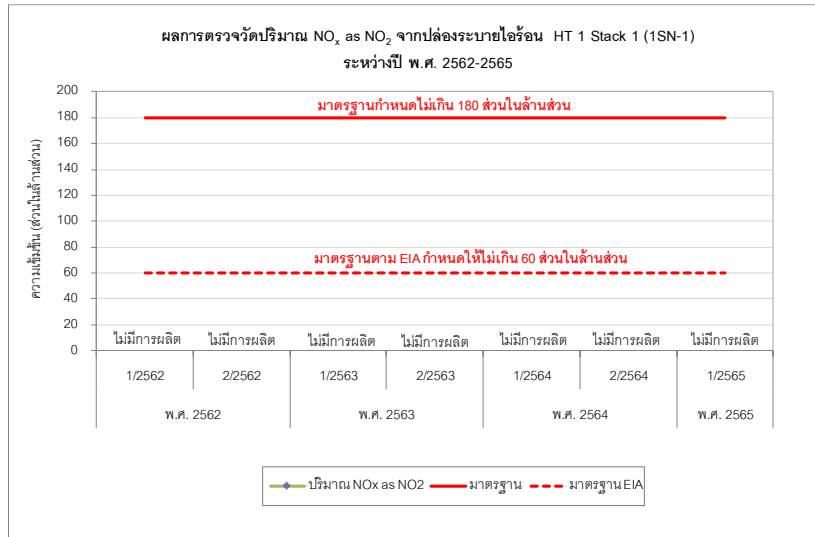 ผลการตรวจวัดปริมาณ NOₓ as NO₂ จากปล่องระบายไอร้อน HT 1 Stack 1 (1SN-1)
ระหว่างปี พ.ศ. 2562-2565
ความเข้มข้น (ส่วนในล้านส่วน)
200
180
160
140
120
100
80
60
40
20
0
มาตรฐานกำหนดไม่เกิน 180 ส่วนในล้านส่วน
มาตรฐานตาม EIA กำหนดให้ไม่เกิน 60 ส่วนในล้านส่วน
ไม่มีการผลิต ไม่มีการผลิต ไม่มีการผลิต ไม่มีการผลิต ไม่มีการผลิต ไม่มีการผลิต ไม่มีการผลิต
1/2562 2/2562 1/2563 2/2563 1/2564 2/2564 1/2565
พ.ศ. 2562 พ.ศ. 2563 พ.ศ. 2564 พ.ศ. 2565
ปริมาณ NOx as NO2 มาตรฐาน มาตรฐาน EIA